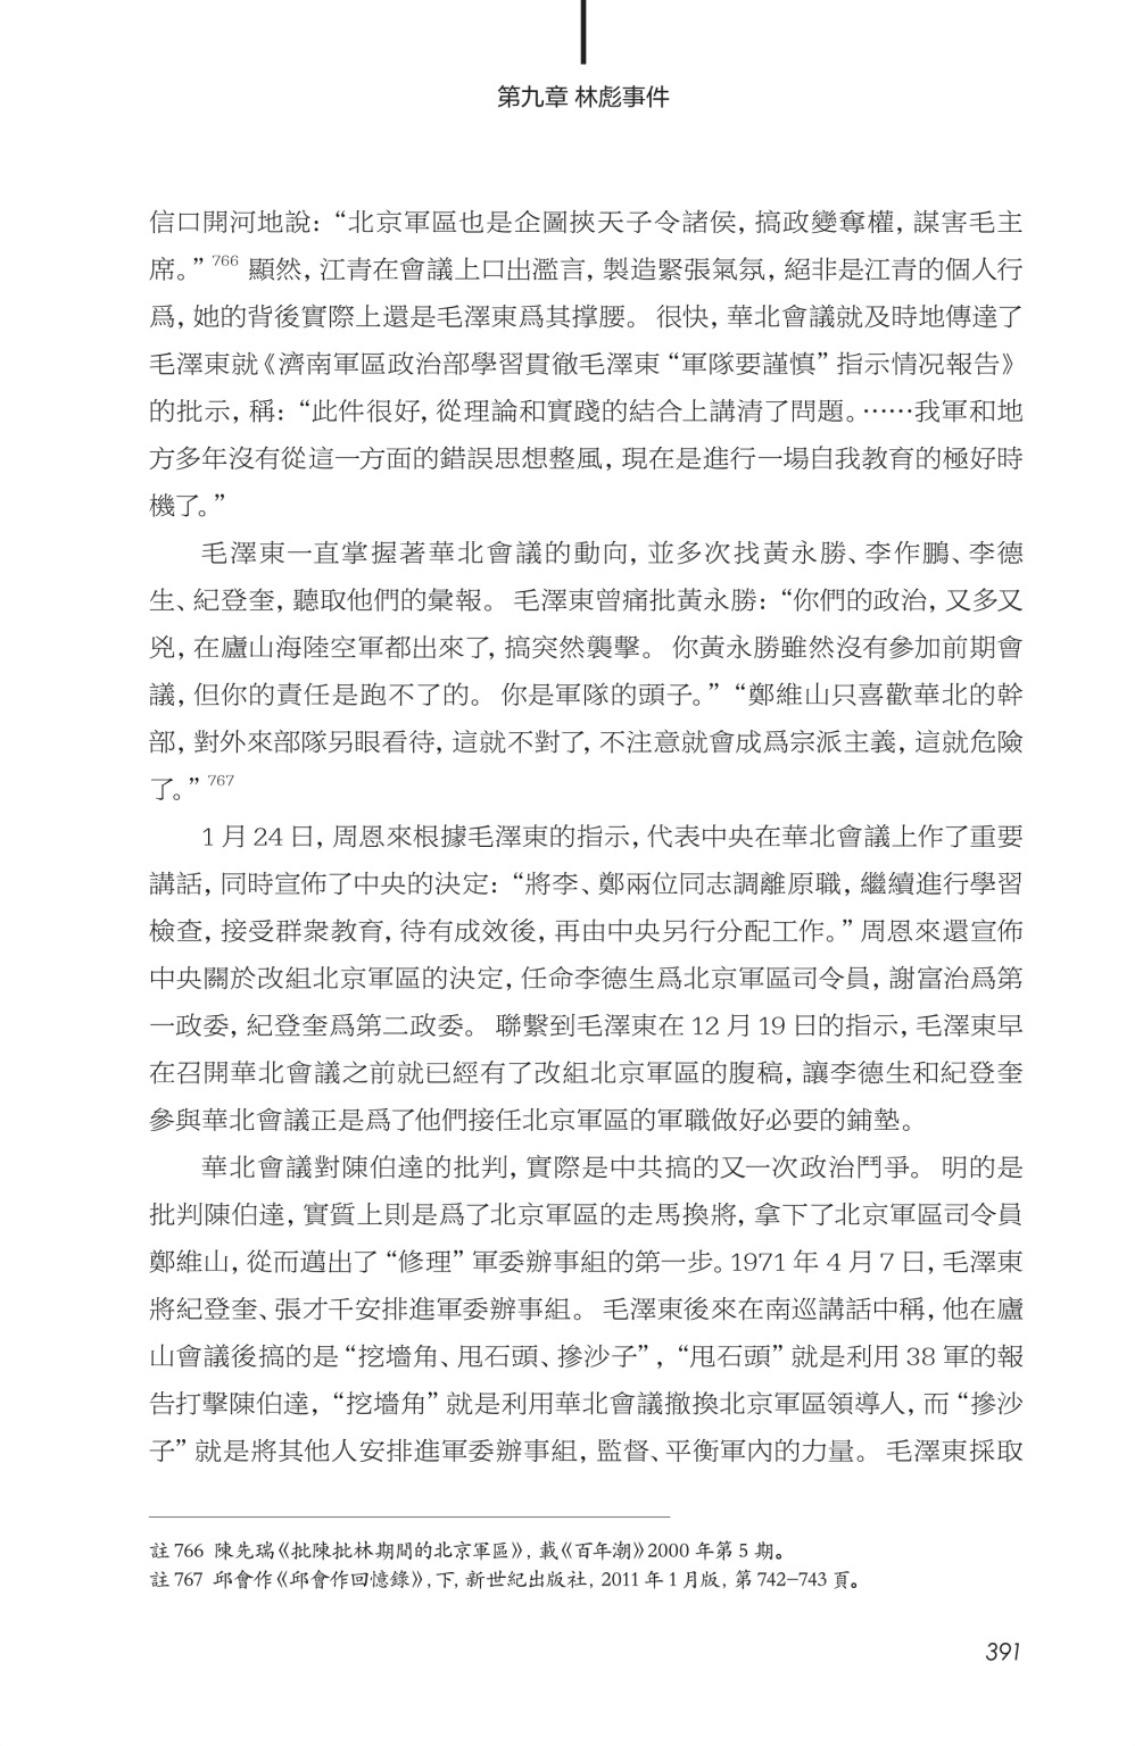 第九章 林彪事件
信口開河地說：“北京軍區也是企圖挾天子令諸侯，搞政變奪權，謀害毛主
席。”766 顯然，江青在會議上口出濫言，製造緊張氣氛，絕非是江青的個人行
爲，她的背後實際上還是毛澤東爲其撑腰。 很快，華北會議就及時地傳達了
毛澤東就《濟南軍區政治部學習貫徹毛澤東“軍隊要謹慎”指示情況報告》
的批示，稱：“此件很好，從理論和實踐的結合上講清了問題。……我軍和地
方多年沒有從這一方面的錯誤思想整風，現在是進行一場自我教育的極好時
機了。”
毛澤東一直掌握著華北會議的動向，並多次找黃永勝、李作鵬、李德
生、紀登奎，聽取他們的彙報。 毛澤東曾痛批黃永勝：“你們的政治，又多又
兇，在廬山海陸空軍都出來了，搞突然襲擊。 你黃永勝雖然沒有參加前期會
議，但你的責任是跑不了的。 你是軍隊的頭子。”“鄭維山只喜歡華北的幹
部，對外來部隊另眼看待，這就不對了，不注意就會成爲宗派主義，這就危險
了。”767
1 月 24 日，周恩來根據毛澤東的指示，代表中央在華北會議上作了重要
講話，同時宣佈了中央的決定：“將李、鄭兩位同志調離原職，繼續進行學習
檢查，接受群衆教育，待有成效後，再由中央另行分配工作。”周恩來還宣佈
中央關於改組北京軍區的決定，任命李德生爲北京軍區司令員，謝富治爲第
一政委，紀登奎爲第二政委。 聯繫到毛澤東在 12 月 19 日的指示，毛澤東早
在召開華北會議之前就已經有了改組北京軍區的腹稿，讓李德生和紀登奎
參與華北會議正是爲了他們接任北京軍區的軍職做好必要的鋪墊。
華北會議對陳伯達的批判，實際是中共搞的又一次政治鬥爭。 明的是
批判陳伯達，實質上則是爲了北京軍區的走馬換將，拿下了北京軍區司令員
鄭維山，從而邁出了“修理”軍委辦事組的第一步。1971 年 4 月 7 日，毛澤東
將紀登奎、張才千安排進軍委辦事組。 毛澤東後來在南巡講話中稱，他在廬
山會議後搞的是“挖墻角、甩石頭、摻沙子”，“甩石頭”就是利用 38 軍的報
告打擊陳伯達，“挖墻角”就是利用華北會議撤換北京軍區領導人，而“摻沙
子”就是將其他人安排進軍委辦事組，監督、平衡軍內的力量。 毛澤東採取
註 766 陳先瑞《批陳批林期間的北京軍區》，載《百年潮》2000 年第 5 期。
註 767 邱會作《邱會作回憶錄》，下，新世紀出版社，2011 年 1 月版，第 742–743 頁。
391